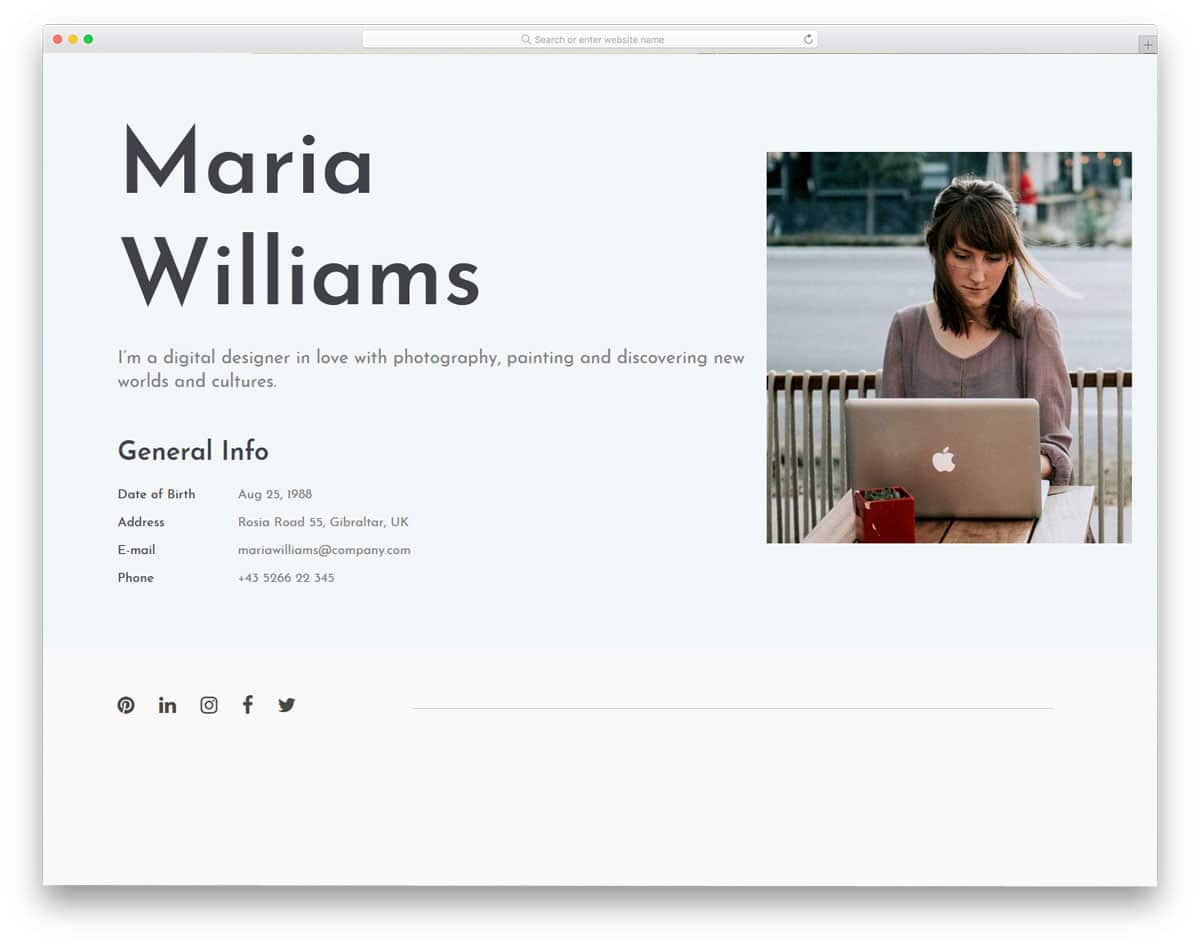 Search or enter website name
Maria
Williams
I'm a digital designer in love with photography, painting and discovering new
worlds and cultures.
General Info
Date of Birth Aug 25, 1988
Address Rosia Road 55, Gibraltar, UK
E-mail mariawilliams@company.com
Phone +43 5266 22 345